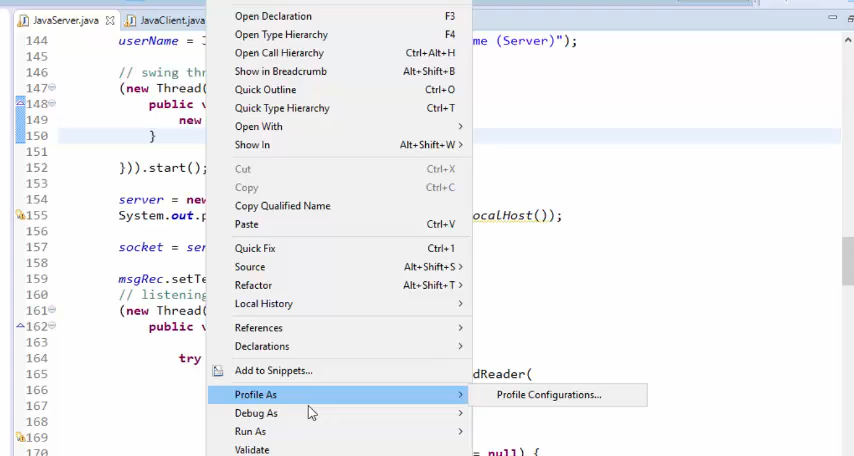 JavaServer.java
JavaClient.java
144 userName = J me (Server)");
145
146 // swing thr
147 (new Thread(
148 public v
149 new
150 }
151
152 })).start();
153
154 server = new
155 System.out.p ocalHost());
156
157 socket = ser
158
159 msgRec.setTe
160 // listening
161 (new Thread(
162 public v
163
164 try
165 dReader(
166
167
168
169
170 = null) {
Open Declaration F3
Open Type Hierarchy F4
Open Call Hierarchy Ctrl+Alt+H
Show in Breadcrumb Alt+Shift+B
Quick Outline Ctrl+O
Quick Type Hierarchy Ctrl+T
Open With
Show In Alt+Shift+W
Cut Ctrl+X
Copy Ctrl+C
Copy Qualified Name
Paste Ctrl+V
Quick Fix Ctrl+1
Source Alt+Shift+S
Refactor Alt+Shift+T
Local History
References
Declarations
Add to Snippets...
Profile As
Debug As
Run As
Validate
Profile Configurations...